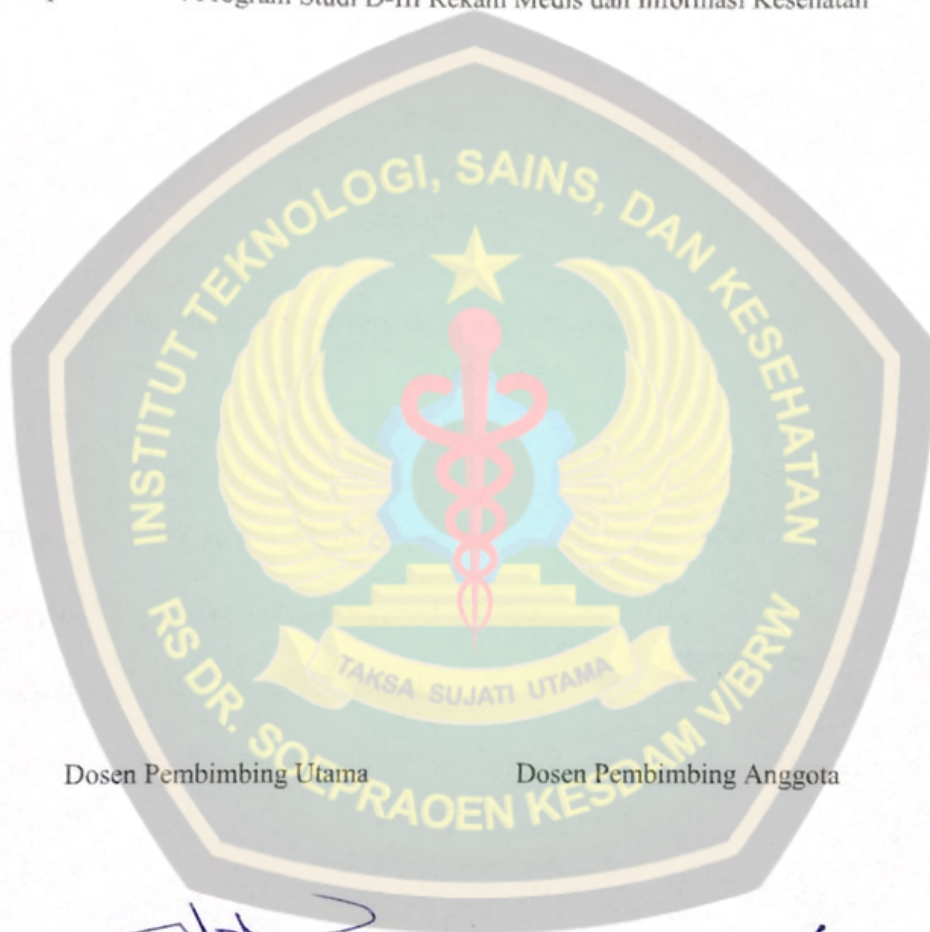 Program Studi D-III Rekam Medis dan Informasi Kesehatan
INSTITUT TEKNOLOGI, SAINS, DAN KESEHATAN
TAKSA SUJATI UTAMA
RS DR. SOEPRAOEN KESDAM V/BRW
Dosen Pembimbing Utama Dosen Pembimbing Anggota